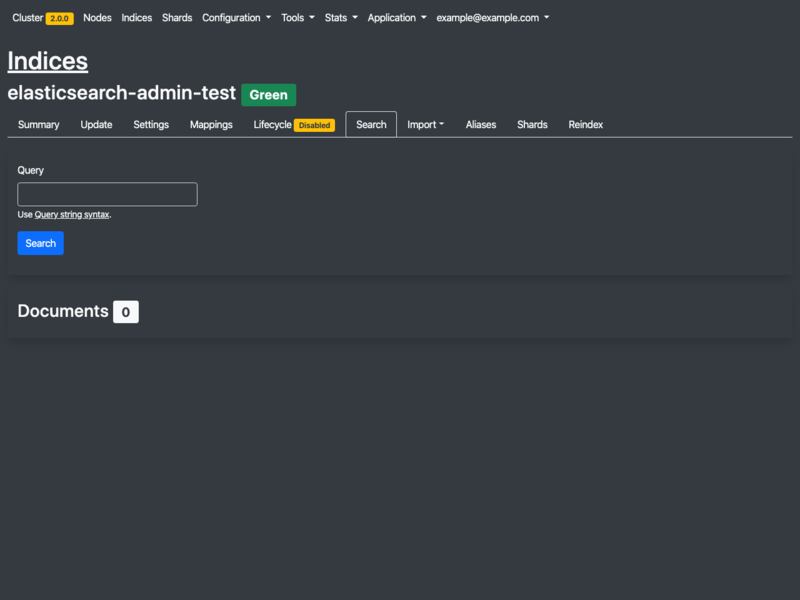 Cluster 2.0.0 Nodes Indices Shards Configuration Tools Stats Application example@example.com
Indices
elasticsearch-admin-test Green
Summary Update Settings Mappings Lifecycle Disabled Search Import Aliases Shards Reindex
Query
Use Query string syntax.
Search
Documents 0